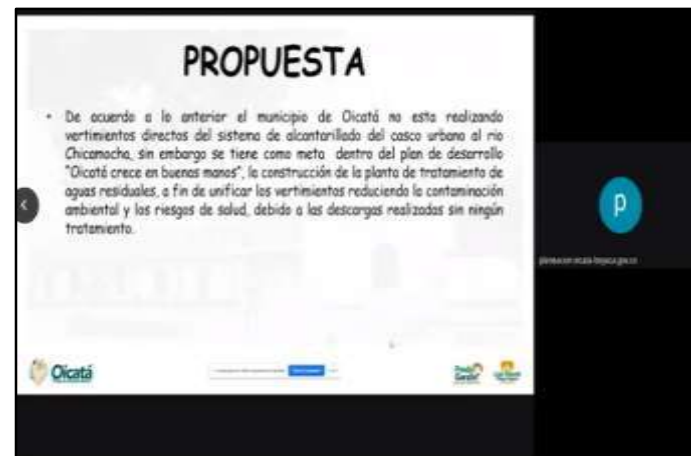 PROPUESTA
• De acuerdo a lo anterior el municipio de Oicatá no esta realizando
vertimientos directos del sistema de alcantarillado del casco urbano al rio
Chicamocha, sin embargo se tiene como meta dentro del plan de desarrollo
"Oicatá crece en buenas manos", la construcción de la planta de tratamiento de
aguas residuales, a fin de unificar los vertimientos reduciendo la contaminación
ambiental y los riesgos de salud, debido a las descargas realizadas sin ningún
tratamiento.
p
Oicatá